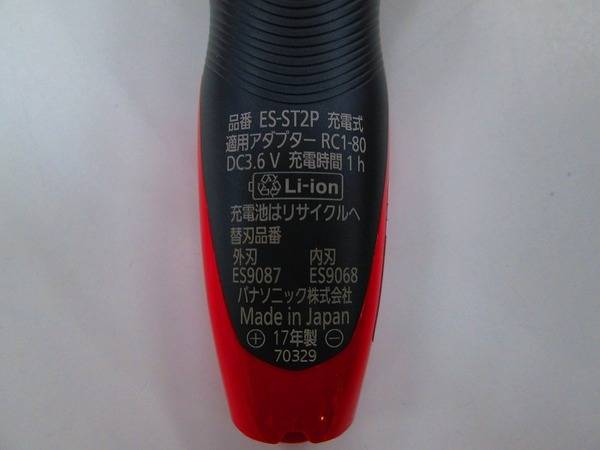 品番 ES-ST2P 充電式
適用アダプター RC1-80
DC3.6 V 充電時間 1 h
Li-ion
充電池はリサイクルへ
替刃品番
外刃 内刃
ES9087 ES9068
パナソニック株式会社
Made in Japan
+ 17年製 −
70329